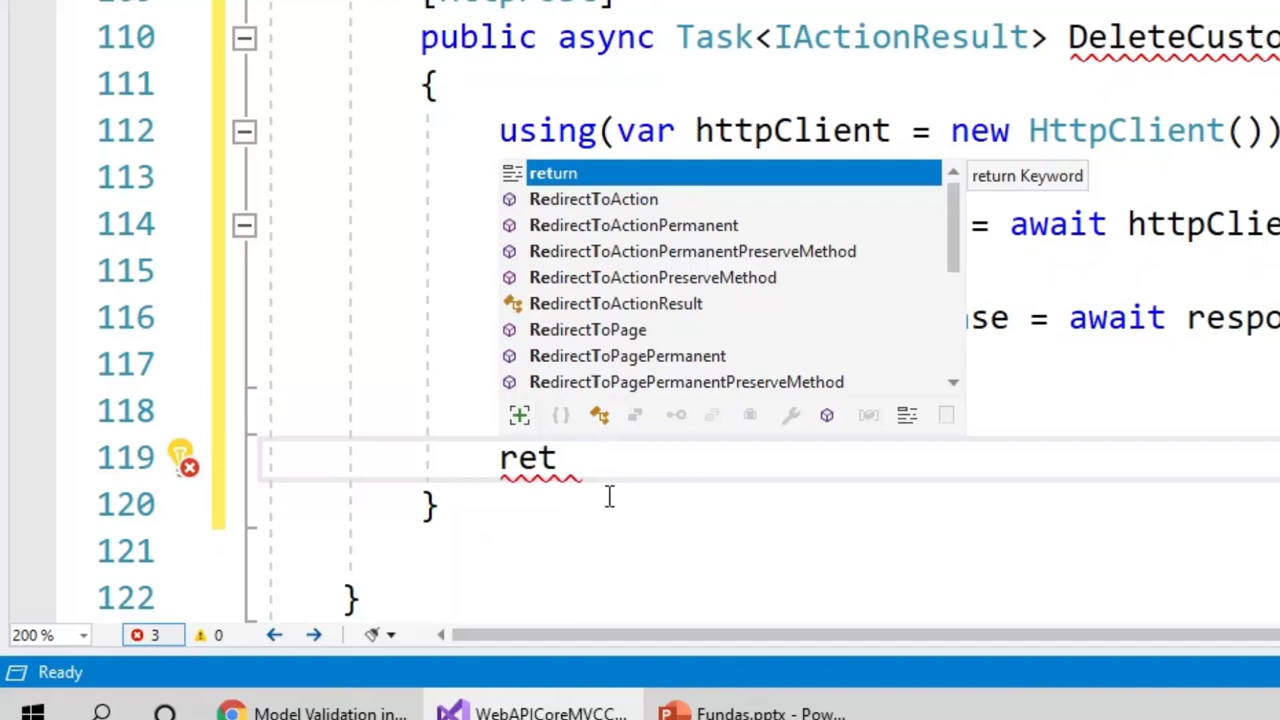 110 public async Task<IActionResult> DeleteCusto
111 {
112 using(var httpClient = new HttpClient())
113 return return Keyword
RedirectToAction
114 RedirectToActionPermanent = await httpClie
RedirectToActionPermanentPreserveMethod
115 RedirectToActionPreserveMethod
RedirectToActionResult
116 RedirectToPage se = await respo
117 RedirectToPagePermanent
RedirectToPagePermanentPreserveMethod
118
119 ret
120 }
121
122 }
200 % 3 0
Ready
Model Validation in... WebAPICoreMVCC... Fundas.pptx - Pow...